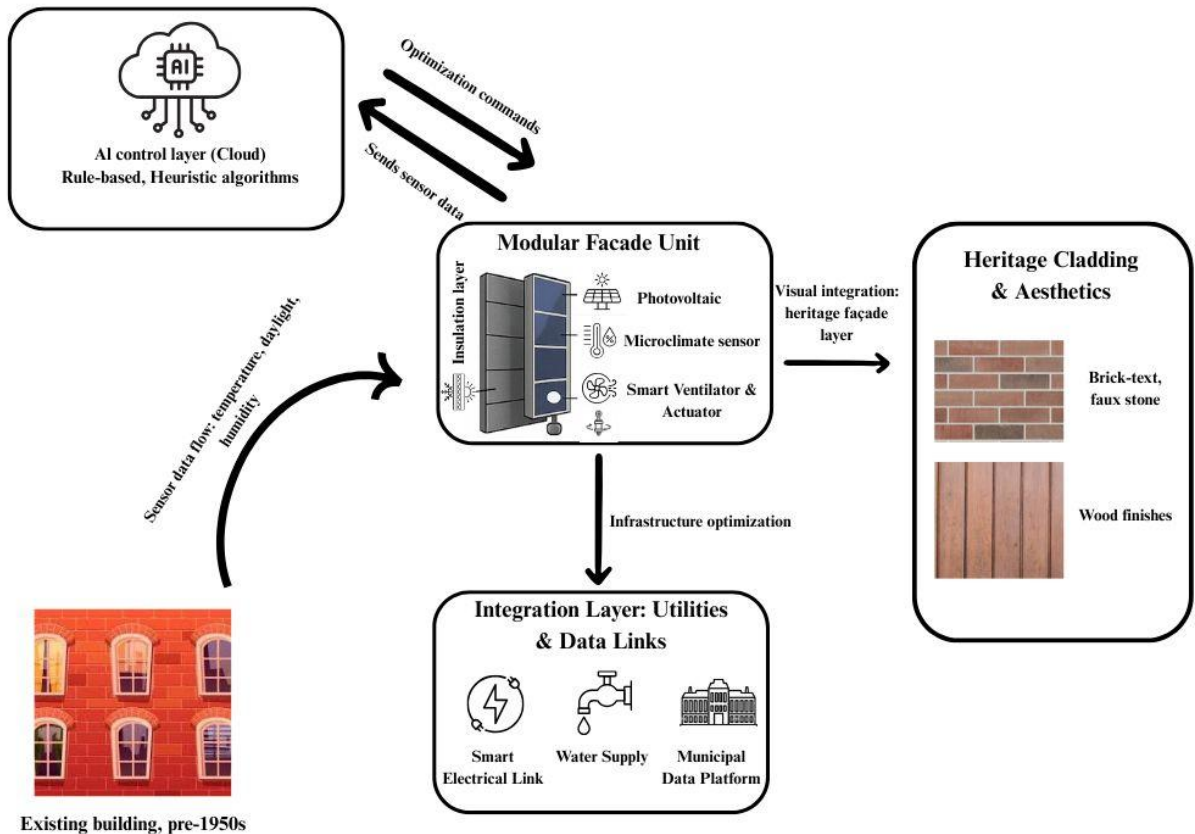 AI
AI control layer (Cloud)
Rule-based, Heuristic algorithms
Optimization commands
Sends sensor data
Modular Facade Unit
Insulation layer
Photovoltaic
Microclimate sensor
Smart Ventilator &
Actuator
Visual integration:
heritage façade
layer
Heritage Cladding
& Aesthetics
Brick-text,
faux stone
Wood finishes
Sensor data flow: temperature, daylight,
humidity
Infrastructure optimization
Integration Layer: Utilities
& Data Links
Smart
Electrical Link
Water Supply
Municipal
Data Platform
Existing building, pre-1950s